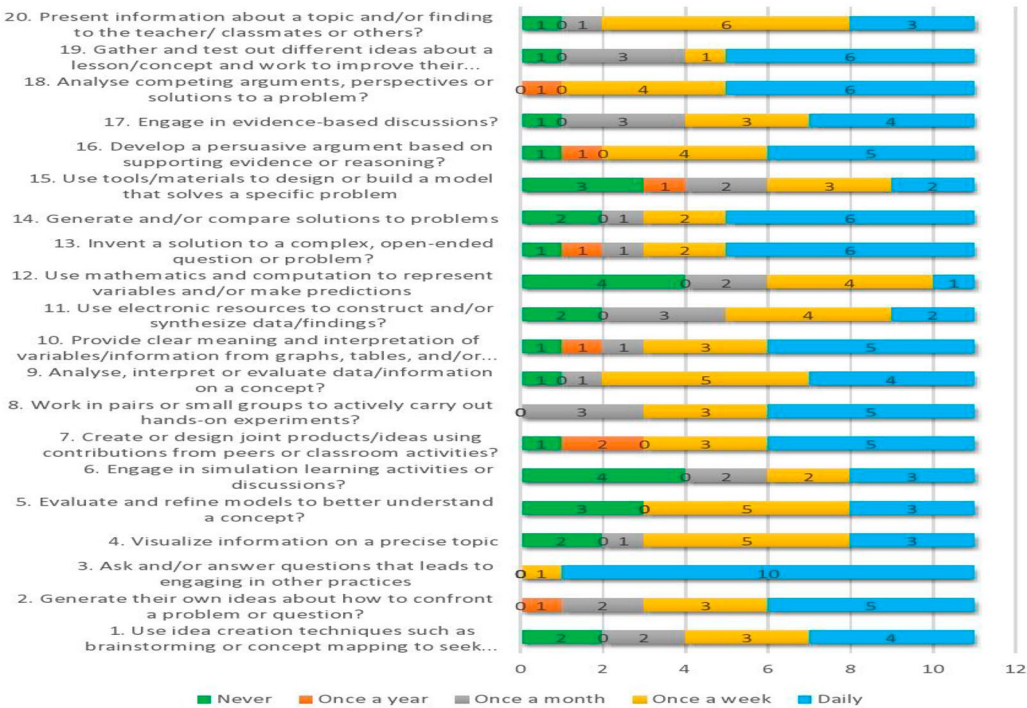 20. Present information about a topic and/or finding
to the teacher/ classmates or others?
1 0 1 6 3
19. Gather and test out different ideas about a
lesson/concept and work to improve their...
1 0 3 1 6
18. Analyse competing arguments, perspectives or
solutions to a problem?
0 1 0 4 6
17. Engage in evidence-based discussions?
1 0 3 3 4
16. Develop a persuasive argument based on
supporting evidence or reasoning?
1 1 0 4 5
15. Use tools/materials to design or build a model
that solves a specific problem
3 1 2 3 2
14. Generate and/or compare solutions to problems
2 0 1 2 6
13. Invent a solution to a complex, open-ended
question or problem?
1 1 1 2 6
12. Use mathematics and computation to represent
variables and/or make predictions
4 0 2 4 1
11. Use electronic resources to construct and/or
synthesize data/findings?
2 0 3 4 2
10. Provide clear meaning and interpretation of
variables/information from graphs, tables, and/or...
1 1 1 3 5
9. Analyse, interpret or evaluate data/information
on a concept?
1 0 1 5 4
8. Work in pairs or small groups to actively carry out
hands-on experiments?
0 3 3 5
7. Create or design joint products/ideas using
contributions from peers or classroom activities?
1 2 0 3 5
6. Engage in simulation learning activities or
discussions?
4 0 2 2 3
5. Evaluate and refine models to better understand
a concept?
3 0 5 3
4. Visualize information on a precise topic
2 0 1 5 3
3. Ask and/or answer questions that leads to
engaging in other practices
0 1 10
2. Generate their own ideas about how to confront
a problem or question?
0 1 2 3 5
1. Use idea creation techniques such as
brainstorming or concept mapping to seek...
2 0 2 3 4
0 2 4 6 8 10 12
Never Once a year Once a month Once a week Daily